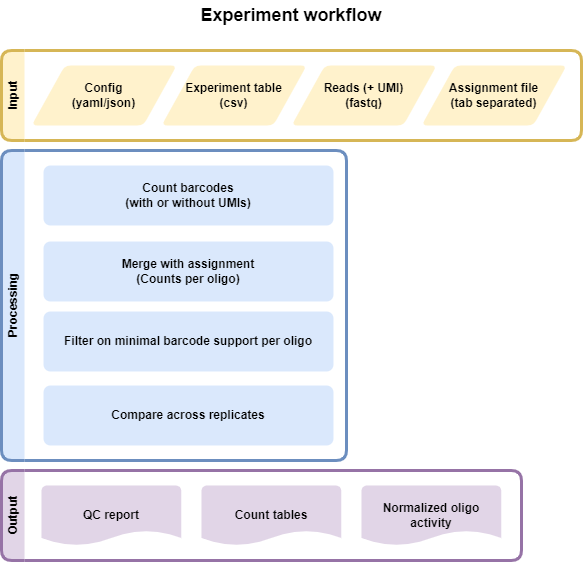 Experiment workflow
Input
Config
(yaml/json)
Experiment table
(csv)
Reads (+ UMI)
(fastq)
Assignment file
(tab separated)
Processing
Count barcodes
(with or without UMIs)
Merge with assignment
(Counts per oligo)
Filter on minimal barcode support per oligo
Compare across replicates
Output
QC report
Count tables
Normalized oligo
activity